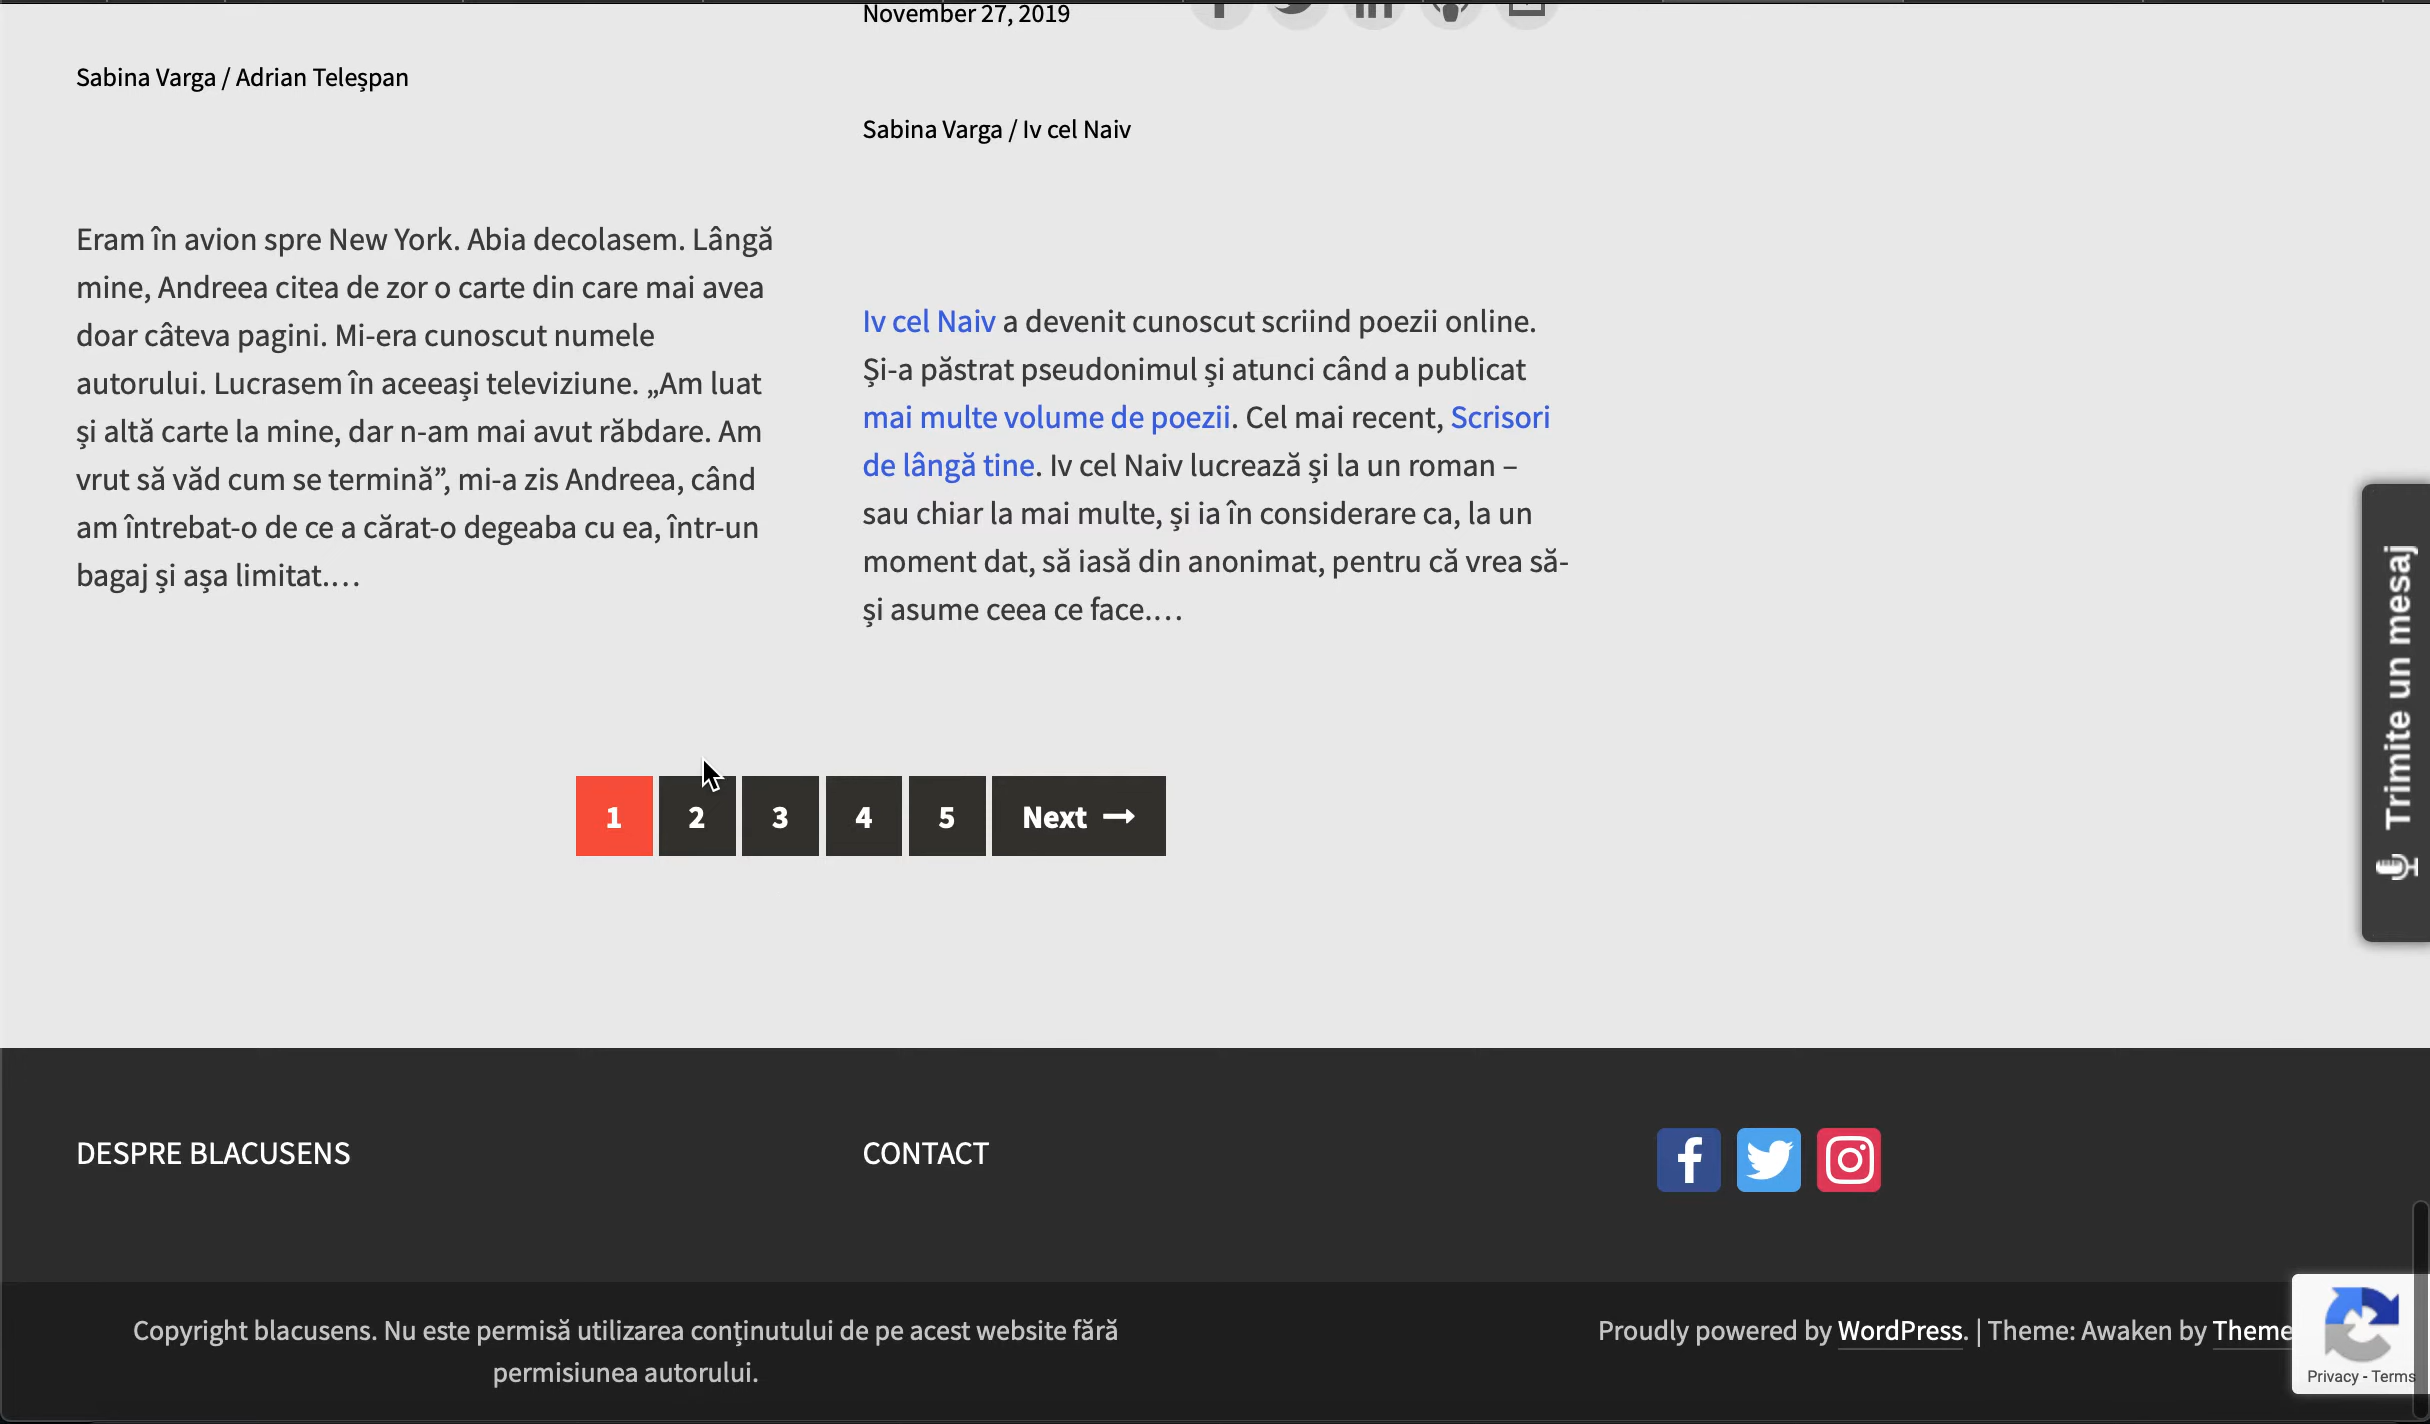 Sabina Varga / Adrian Teleșpan
Eram în avion spre New York. Abia decolasem. Lângă
mine, Andreea citea de zor o carte din care mai avea
doar câteva pagini. Mi-era cunoscut numele
autorului. Lucrasem în aceeași televiziune. „Am luat
și altă carte la mine, dar n-am mai avut răbdare. Am
vrut să văd cum se termină”, mi-a zis Andreea, când
am întrebat-o de ce a cărat-o degeaba cu ea, într-un
bagaj și așa limitat.…
November 27, 2019
Sabina Varga / Iv cel Naiv
Iv cel Naiv a devenit cunoscut scriind poezii online.
Și-a păstrat pseudonimul și atunci când a publicat
mai multe volume de poezii. Cel mai recent, Scrisori
de lângă tine. Iv cel Naiv lucrează și la un roman –
sau chiar la mai multe, și ia în considerare ca, la un
moment dat, să iasă din anonimat, pentru că vrea să-
și asume ceea ce face.…
1 2 3 4 5 Next →
Trimite un mesaj
DESPRE BLACUSENS
CONTACT
Copyright blacusens. Nu este permisă utilizarea conținutului de pe acest website fără
permisiunea autorului.
Proudly powered by WordPress. | Theme: Awaken by Theme
Privacy - Terms